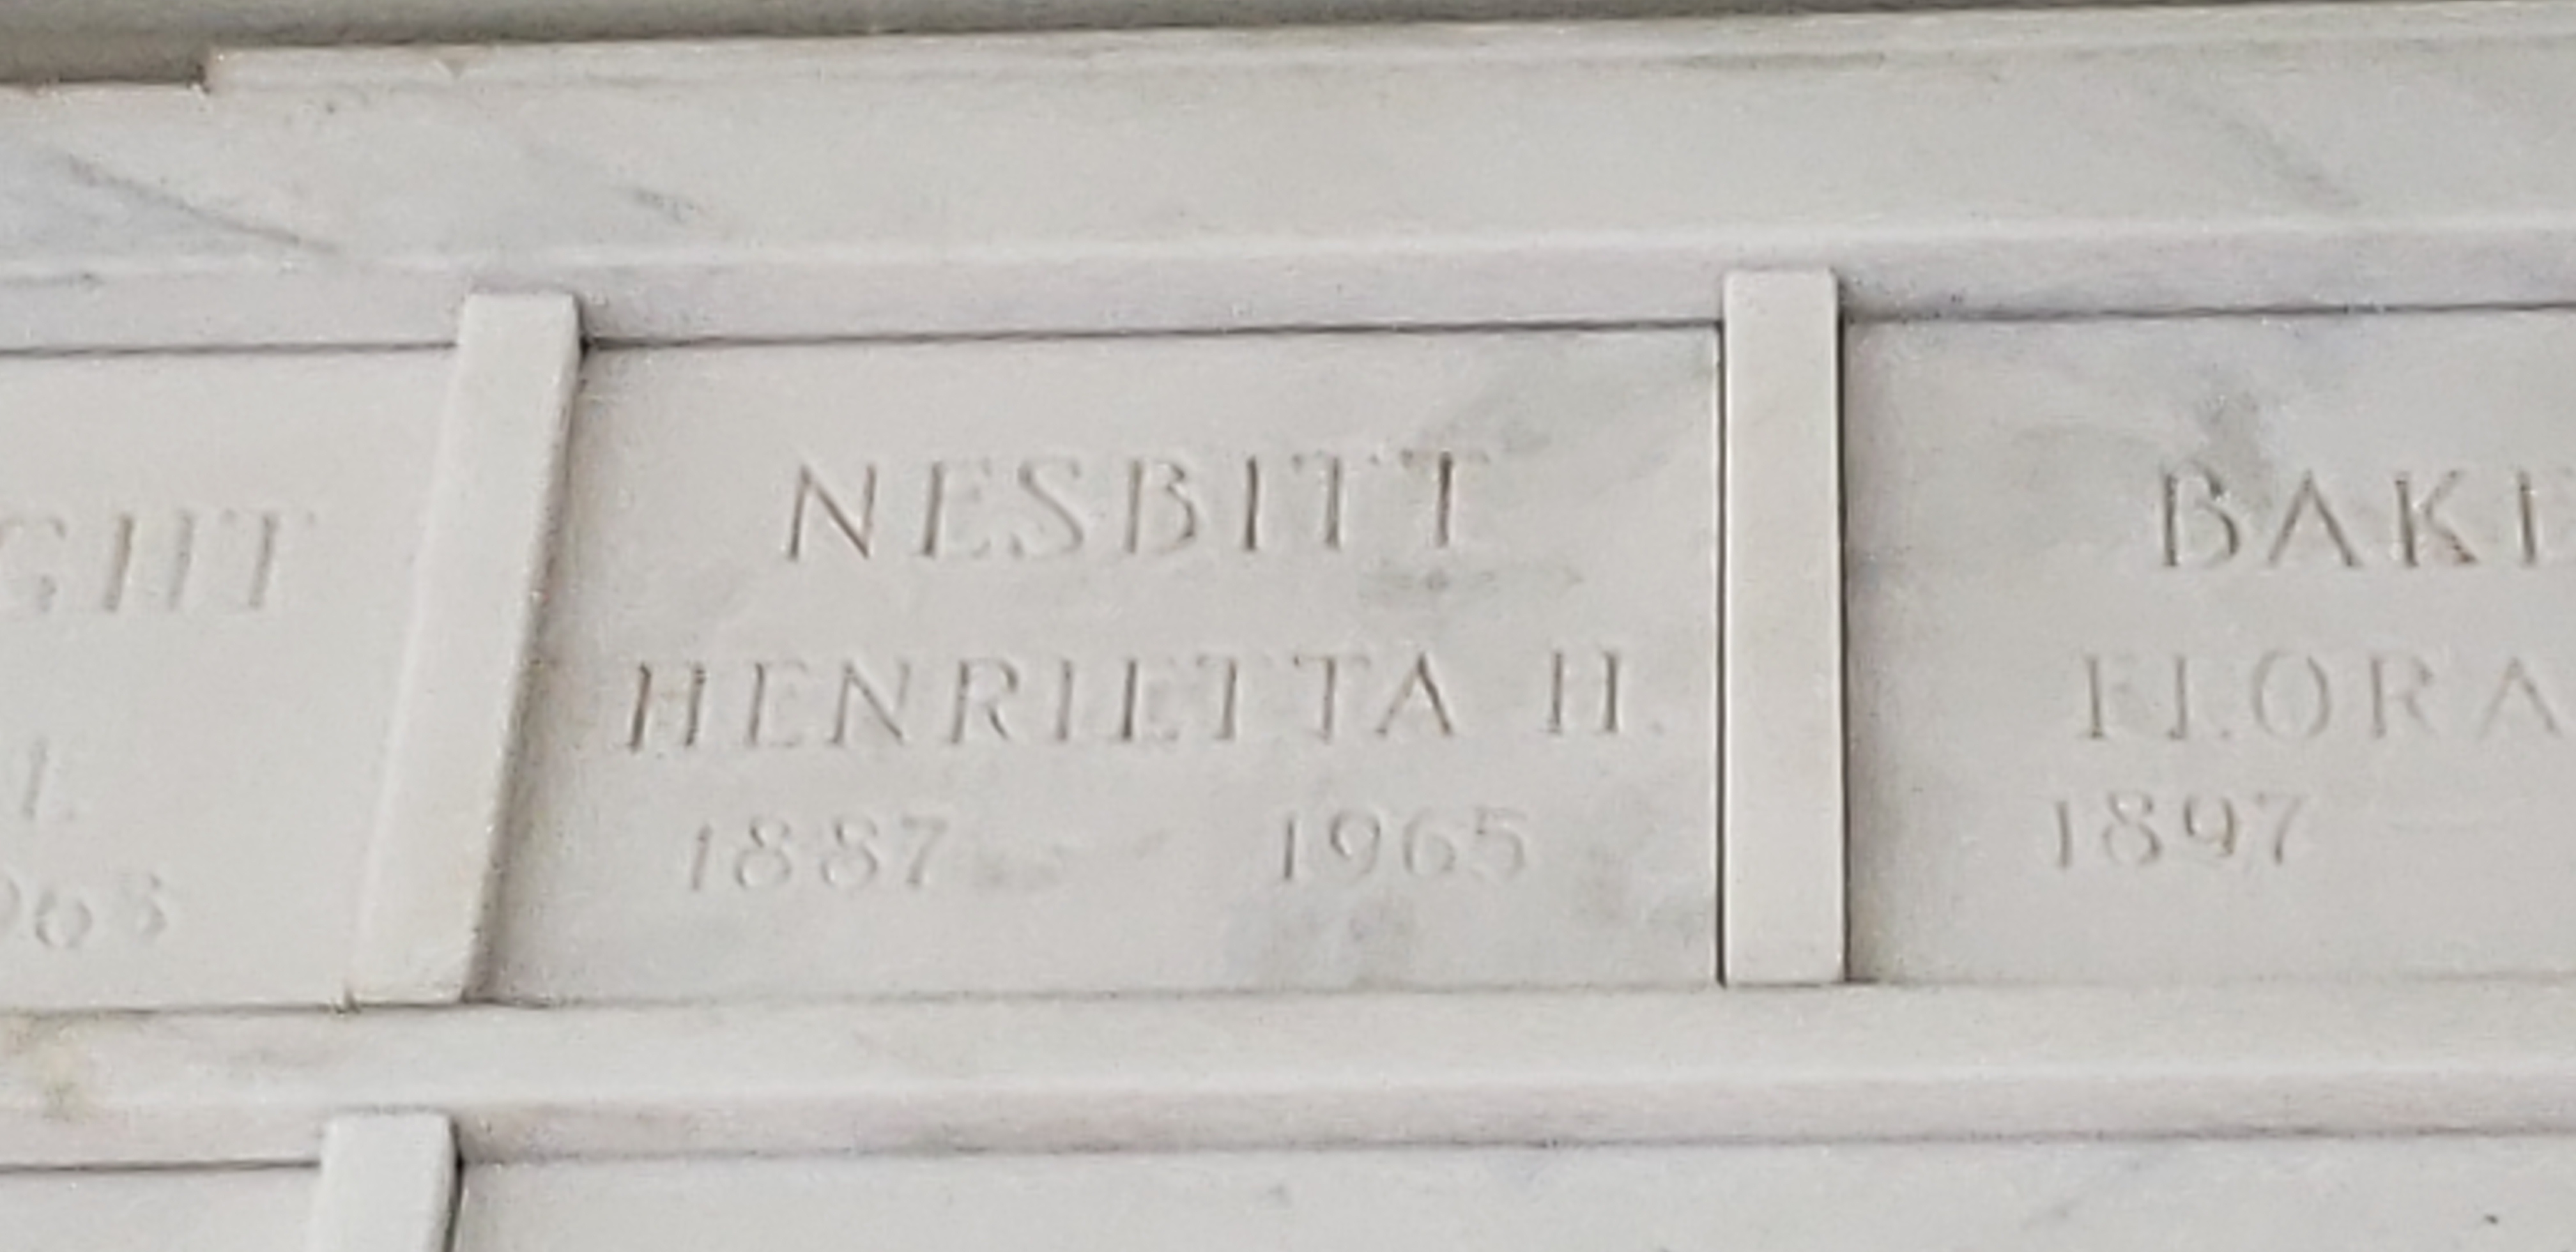 NESBITT
HENRIETTA H.
1887 1965
FLORA
1897